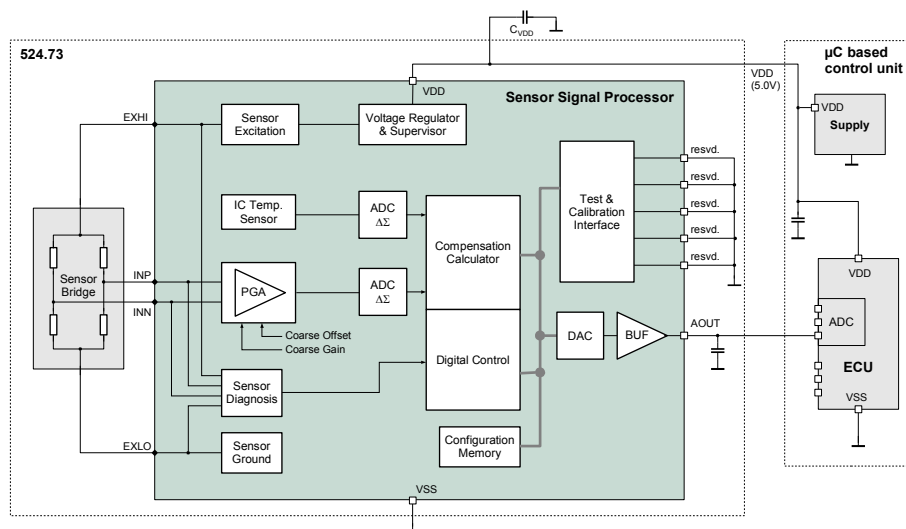 C_VDD
524.73
µC based
control unit
VDD
(5.0V)
VDD
Sensor Signal Processor
VDD
Supply
EXHI
Sensor
Excitation
Voltage Regulator
& Supervisor
resvd.
resvd.
resvd.
resvd.
resvd.
IC Temp.
Sensor
ADC
ΔΣ
Test &
Calibration
Interface
Compensation
Calculator
Sensor
Bridge
INP
INN
PGA
ADC
ΔΣ
VDD
Coarse Offset
Coarse Gain
DAC
BUF
AOUT
ADC
ECU
Digital Control
Sensor
Diagnosis
VSS
EXLO
Sensor
Ground
Configuration
Memory
VSS